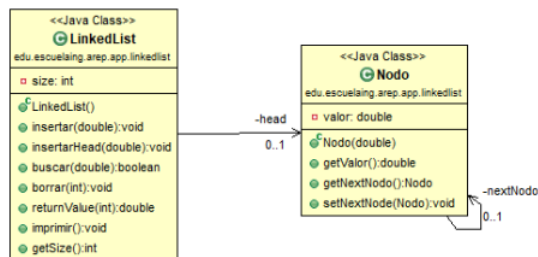 <<Java Class>>
LinkedList
edu.escuelaing.arep.app.linkedlist
size: int
LinkedList()
insertar(double):void
insertarHead(double):void
buscar(double):boolean
borrar(int):void
returnValue(int):double
imprimir():void
getSize():int
-head
0..1
<<Java Class>>
Nodo
edu.escuelaing.arep.app.linkedlist
valor: double
Nodo(double)
getValor():double
getNextNodo():Nodo
setNextNode(Nodo):void
-nextNodo
0..1